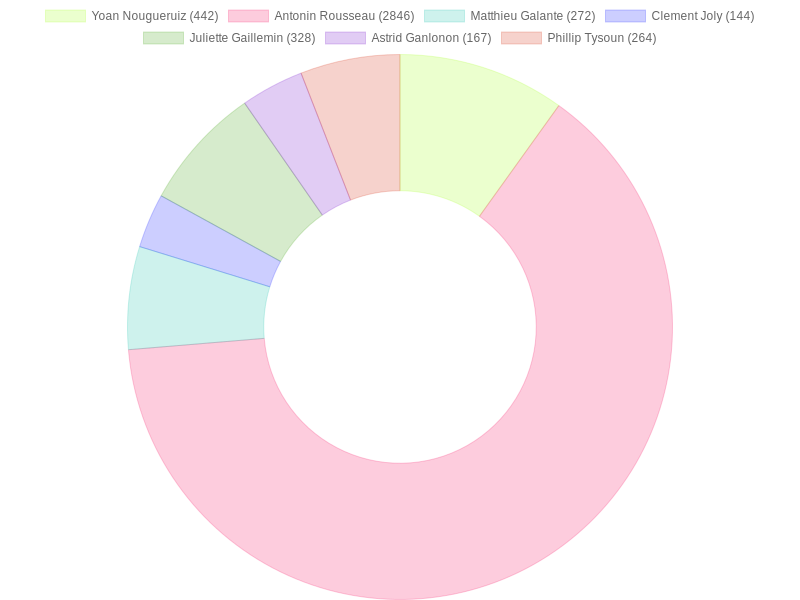 Yoan Nougueruiz (442) Antonin Rousseau (2846) Matthieu Galante (272) Clement Joly (144)
Juliette Gaillemin (328) Astrid Ganlonon (167) Phillip Tysoun (264)